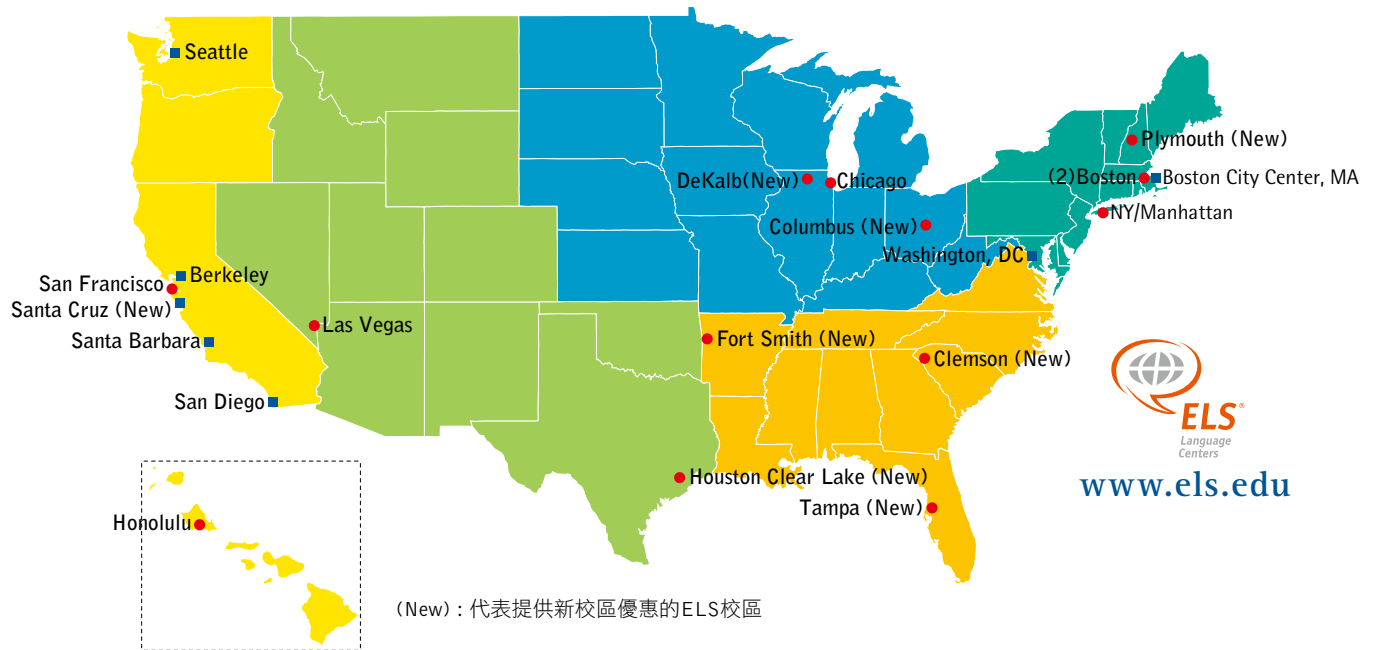 Seattle
Plymouth (New)
DeKalb(New)
Chicago
(2)Boston
Boston City Center, MA
NY/Manhattan
Columbus (New)
Washington, DC
Berkeley
San Francisco
Santa Cruz (New)
Las Vegas
Santa Barbara
Fort Smith (New)
Clemson (New)
San Diego
ELS®
Language
Centers
Houston Clear Lake (New)
www.els.edu
Tampa (New)
Honolulu
(New) : 代表提供新校區優惠的ELS校區